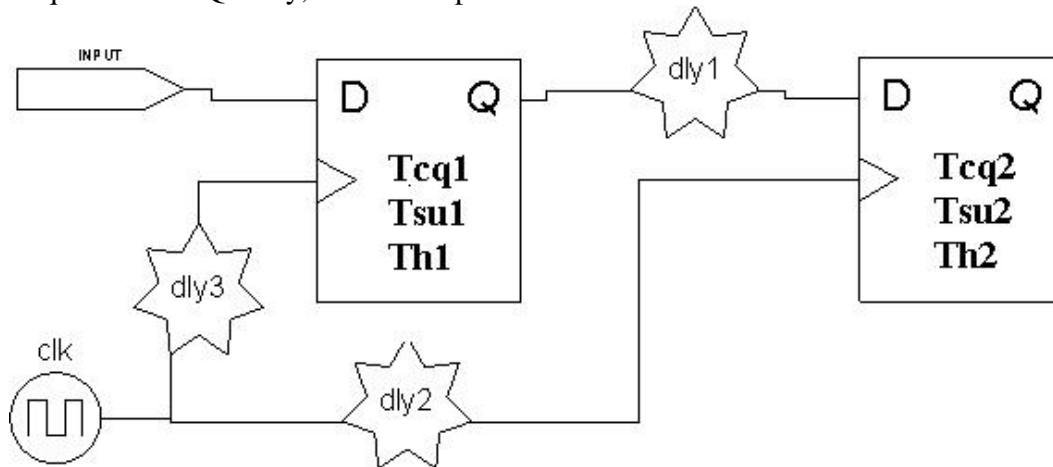 INPUT
dly1
D Q
D Q
Tcq1
Tsu1
Th1
Tcq2
Tsu2
Th2
dly3
clk
dly2